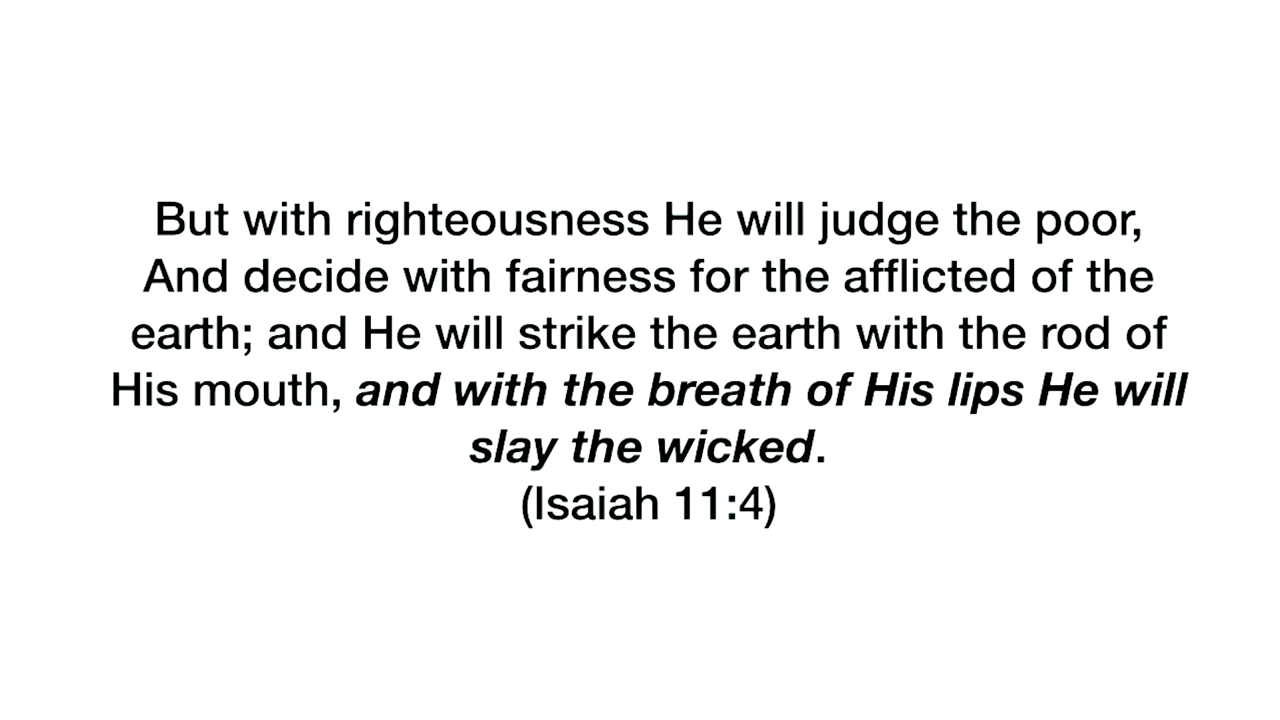 But with righteousness He will judge the poor,
And decide with fairness for the afflicted of the
earth; and He will strike the earth with the rod of
His mouth, and with the breath of His lips He will
slay the wicked.
(Isaiah 11:4)